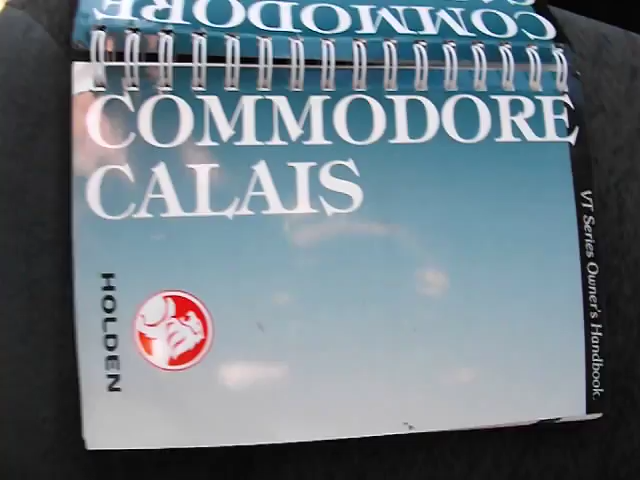 COMMODORE
COMMODORE
CALAIS
HOLDEN
VT Series Owner's Handbook.